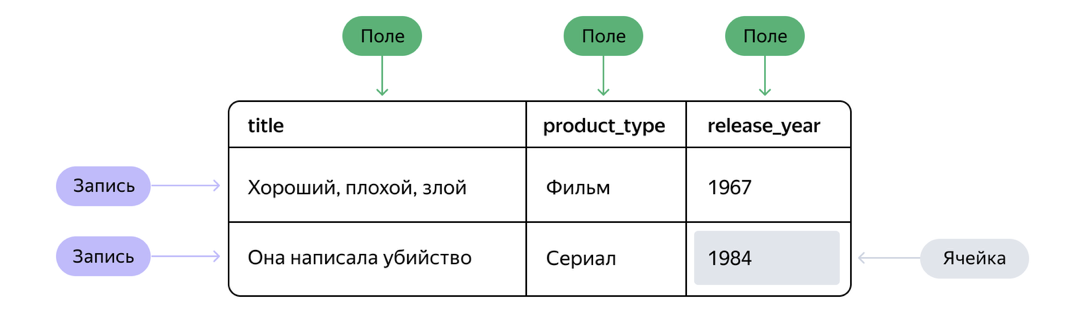 Поле Поле Поле
title product_type release_year
Запись Хороший, плохой, злой Фильм 1967
Запись Она написала убийство Сериал 1984 Ячейка